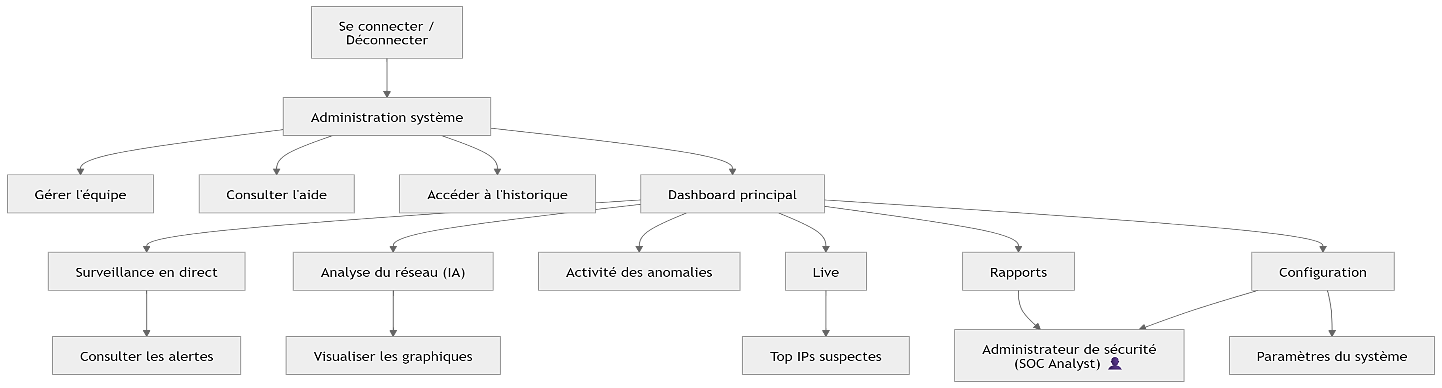 Se connecter /
Déconnecter
Administration système
Gérer l'équipe
Consulter l'aide
Accéder à l'historique
Dashboard principal
Surveillance en direct
Analyse du réseau (IA)
Activité des anomalies
Live
Rapports
Configuration
Consulter les alertes
Visualiser les graphiques
Top IPs suspectes
Administrateur de sécurité
(SOC Analyst) 👤
Paramètres du système